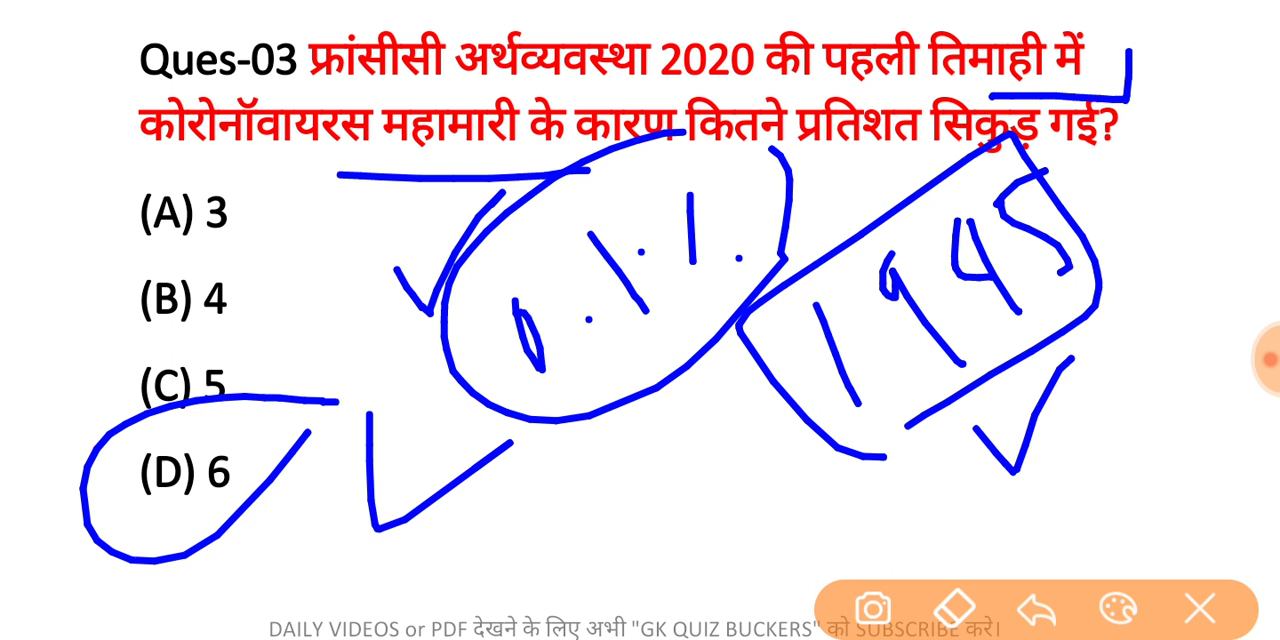 Ques-03 फ्रांसीसी अर्थव्यवस्था 2020 की पहली तिमाही में
कोरोनॉवायरस महामारी के कारण कितने प्रतिशत सिकुड़ गई?
(A) 3
(B) 4
(C) 5
(D) 6
0.1.1.
1945
DAILY VIDEOS or PDF देखने के लिए अभी "GK QUIZ BUCKERS" को SUBSCRIBE करे।